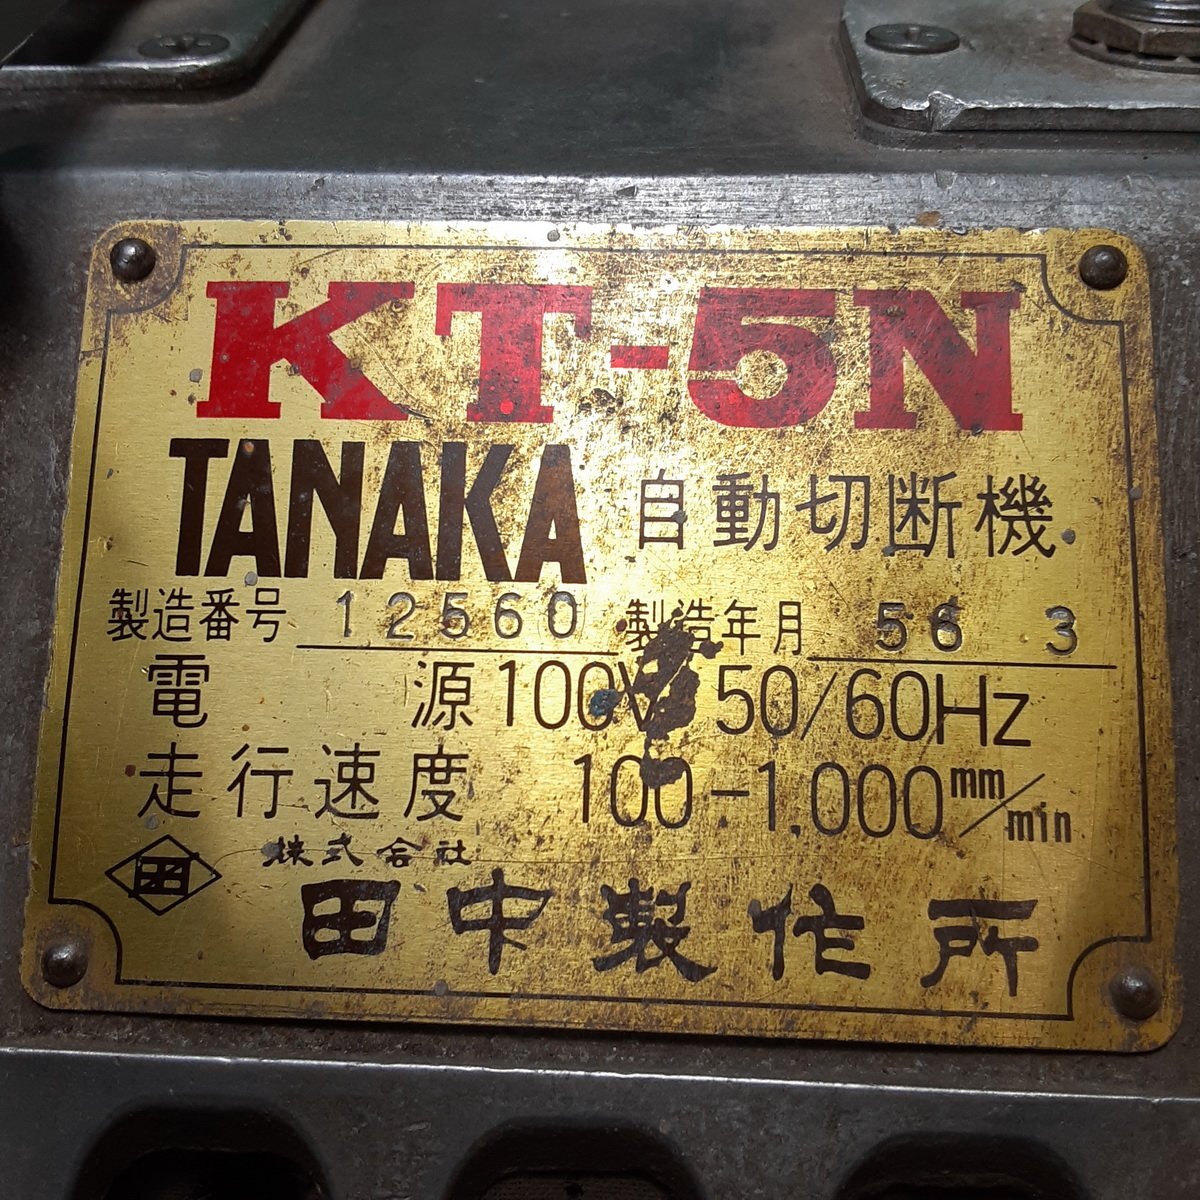 KT-5N
TANAKA 自動切断機
製造番号 12560 製造年月 56 3
電源 100V 50/60Hz
走行速度 100-1.000mm/min
株式会社
田中製作所